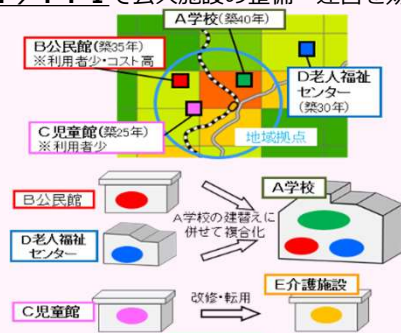 で公共施設の整備・運営を
A学校(築40年)
B公民館(築35年)
※利用者少・コスト高
D老人福祉
センター
(築30年)
C児童館(築25年)
※利用者少
地域拠点
B公民館
A学校
A学校の建替えに
併せて複合化
D老人福祉
センター
E介護施設
C児童館
改修・転用